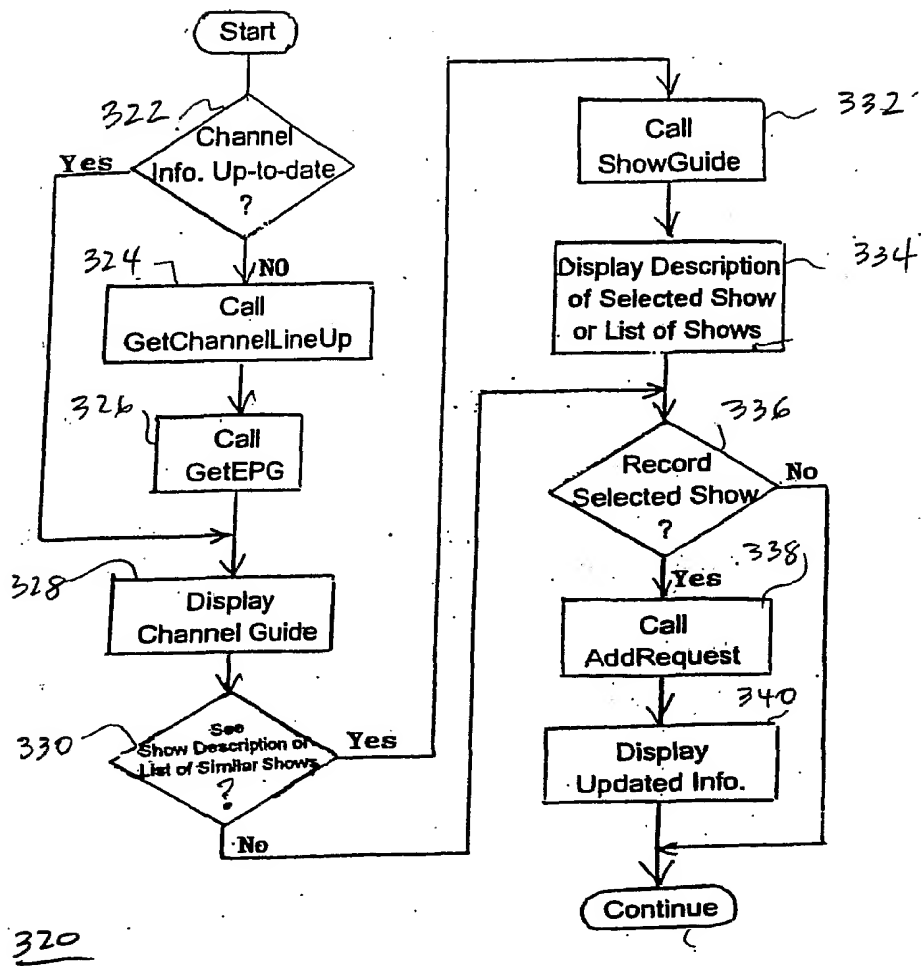 Start
322
Channel
Info. Up-to-date
?
Yes
NO
324
Call
GetChannelLineUp
326
Call
GetEPG
328
Display
Channel Guide
330
See
Show Description or
List of Similar Shows
?
Yes
No
332
Call
ShowGuide
334
Display Description
of Selected Show
or List of Shows
336
Record
Selected Show
?
No
Yes
338
Call
AddRequest
340
Display
Updated Info.
Continue
320